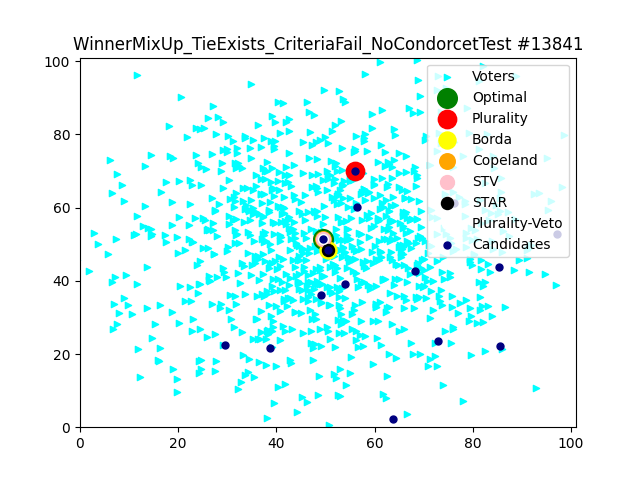 WinnerMixUp_TieExists_CriteriaFail_NoCondorcetTest #13841
100
80
60
40
20
0
0
20
40
60
80
100
Voters
Optimal
Plurality
Borda
Copeland
STV
STAR
Plurality-Veto
Candidates